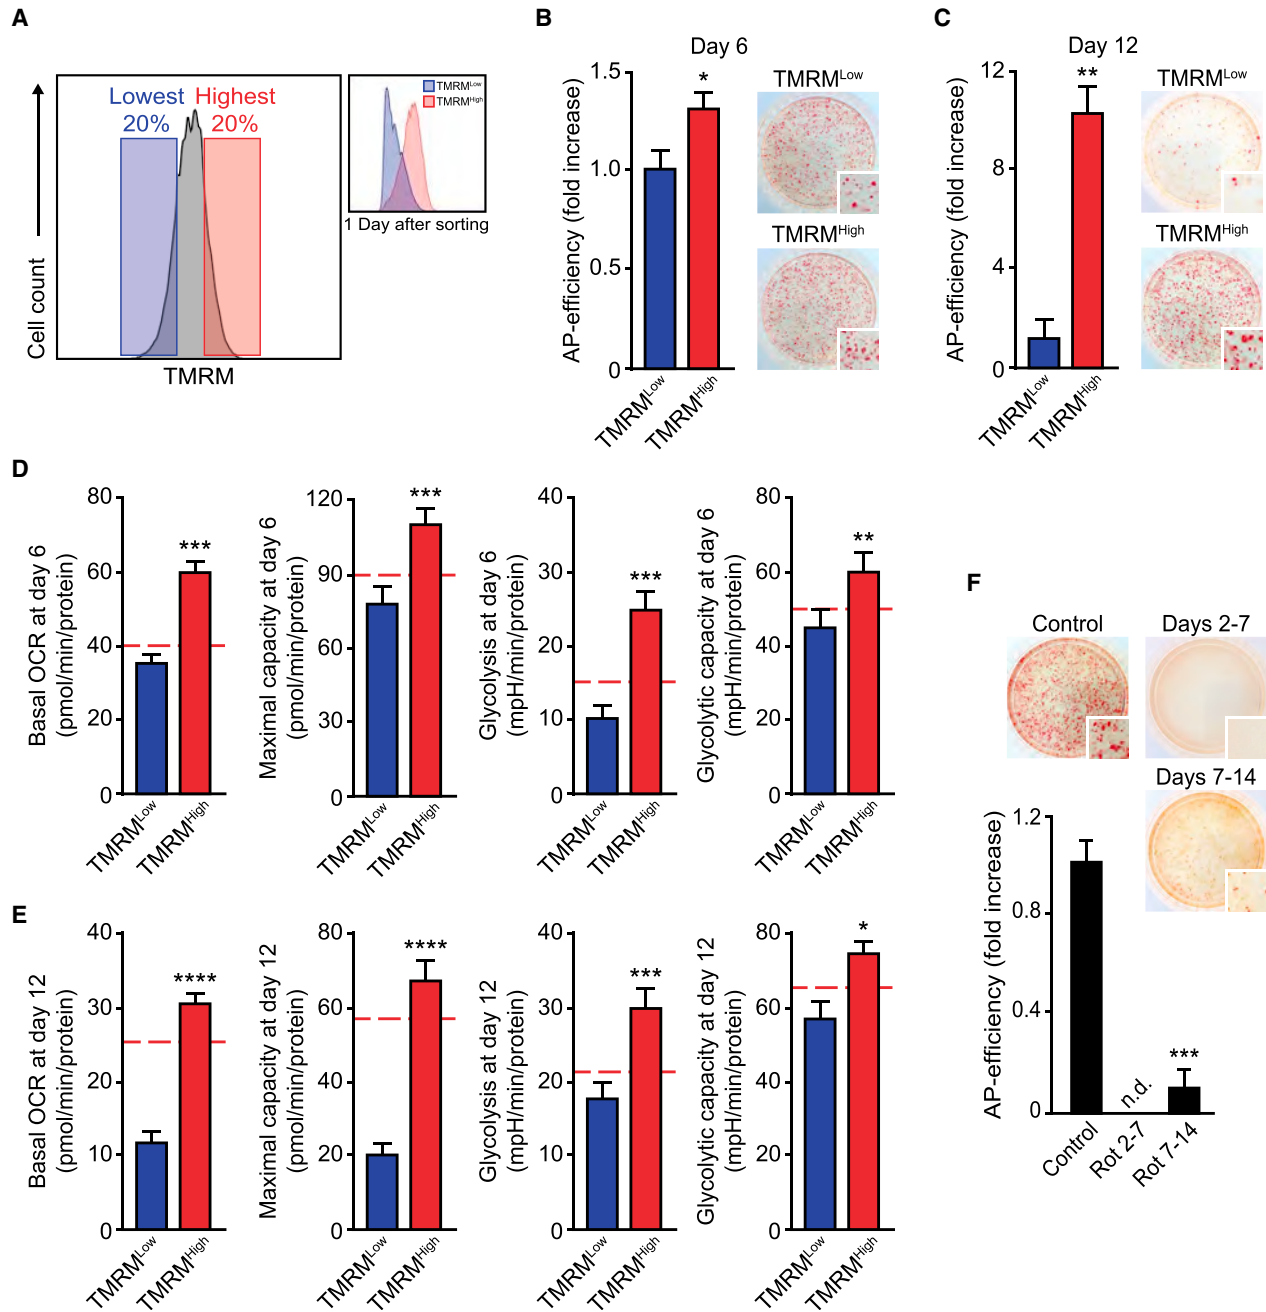 A
Lowest 20%
Highest 20%
Cell count
TMRM
TMRMLow
TMRMHigh
1 Day after sorting
B
Day 6
AP-efficiency (fold increase)
1.5
1.0
0.5
0
*
TMRMLow
TMRMHigh
TMRMLow
TMRMHigh
C
Day 12
AP-efficiency (fold increase)
12
8
4
0
**
TMRMLow
TMRMHigh
TMRMLow
TMRMHigh
D
Basal OCR at day 6
(pmol/min/protein)
80
60
40
20
0
***
TMRMLow
TMRMHigh
Maximal capacity at day 6
(pmol/min/protein)
120
90
60
30
0
***
TMRMLow
TMRMHigh
Glycolysis at day 6
(mpH/min/protein)
40
30
20
10
0
***
TMRMLow
TMRMHigh
Glycolytic capacity at day 6
(mpH/min/protein)
80
60
40
20
0
**
TMRMLow
TMRMHigh
E
Basal OCR at day 12
(pmol/min/protein)
40
30
20
10
0
****
TMRMLow
TMRMHigh
Maximal capacity at day 12
(pmol/min/protein)
80
60
40
20
0
****
TMRMLow
TMRMHigh
Glycolysis at day 12
(mpH/min/protein)
40
30
20
10
0
***
TMRMLow
TMRMHigh
Glycolytic capacity at day 12
(mpH/min/protein)
80
60
40
20
0
*
TMRMLow
TMRMHigh
F
Control
Days 2-7
Days 7-14
AP-efficiency (fold increase)
1.2
0.8
0.4
0
n.d.
***
Control
Rot 2-7
Rot 7-14